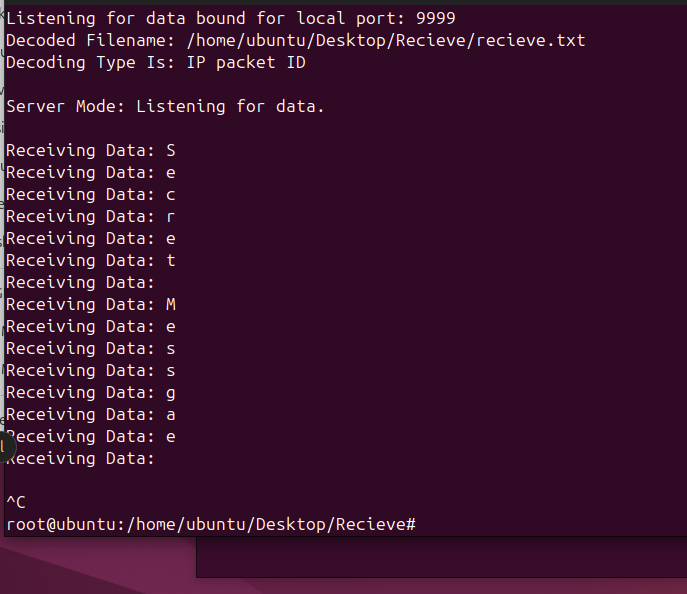 Listening for data bound for local port: 9999
Decoded Filename: /home/ubuntu/Desktop/Recieve/recieve.txt
Decoding Type Is: IP packet ID
Server Mode: Listening for data.
Receiving Data: S
Receiving Data: e
Receiving Data: c
Receiving Data: r
Receiving Data: e
Receiving Data: t
Receiving Data:
Receiving Data: M
Receiving Data: e
Receiving Data: s
Receiving Data: s
Receiving Data: g
Receiving Data: a
Receiving Data: e
Receiving Data:
^C
root@ubuntu:/home/ubuntu/Desktop/Recieve#